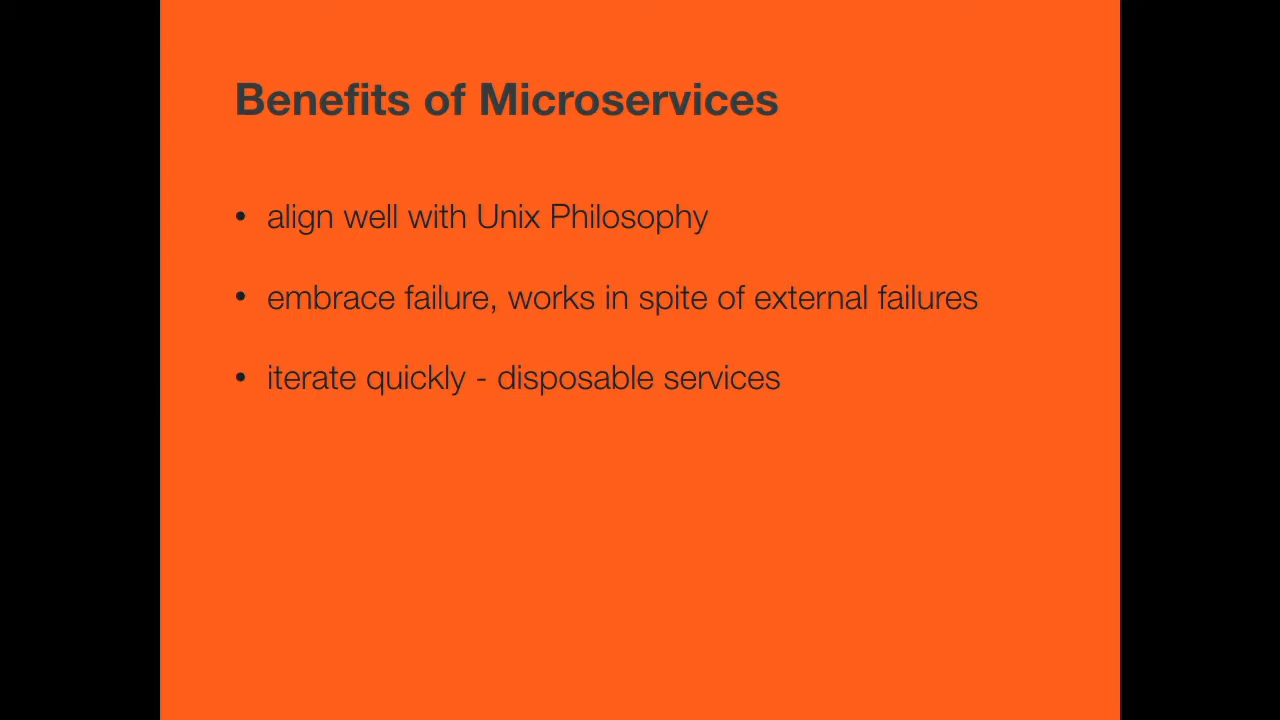 Benefits of Microservices
• align well with Unix Philosophy
• embrace failure, works in spite of external failures
• iterate quickly - disposable services